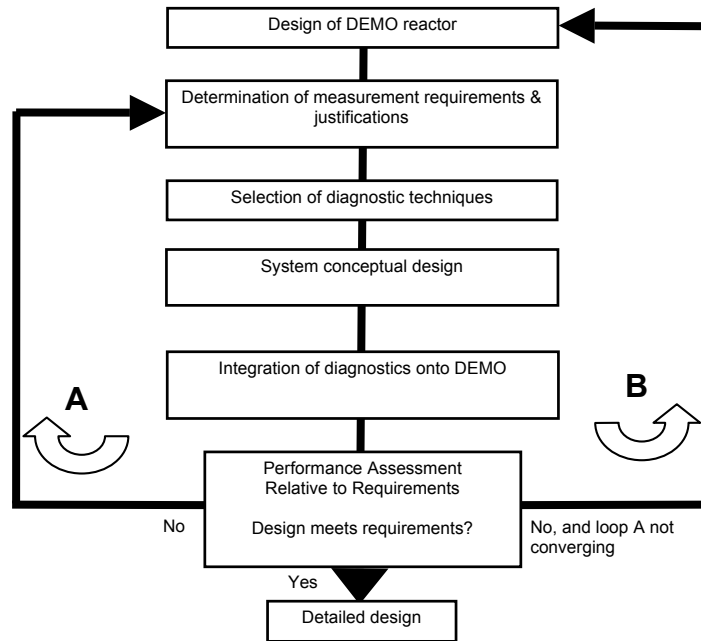 Design of DEMO reactor
Determination of measurement requirements &
justifications
Selection of diagnostic techniques
System conceptual design
Integration of diagnostics onto DEMO
A
B
Performance Assessment
Relative to Requirements
Design meets requirements?
No
No, and loop A not
converging
Yes
Detailed design